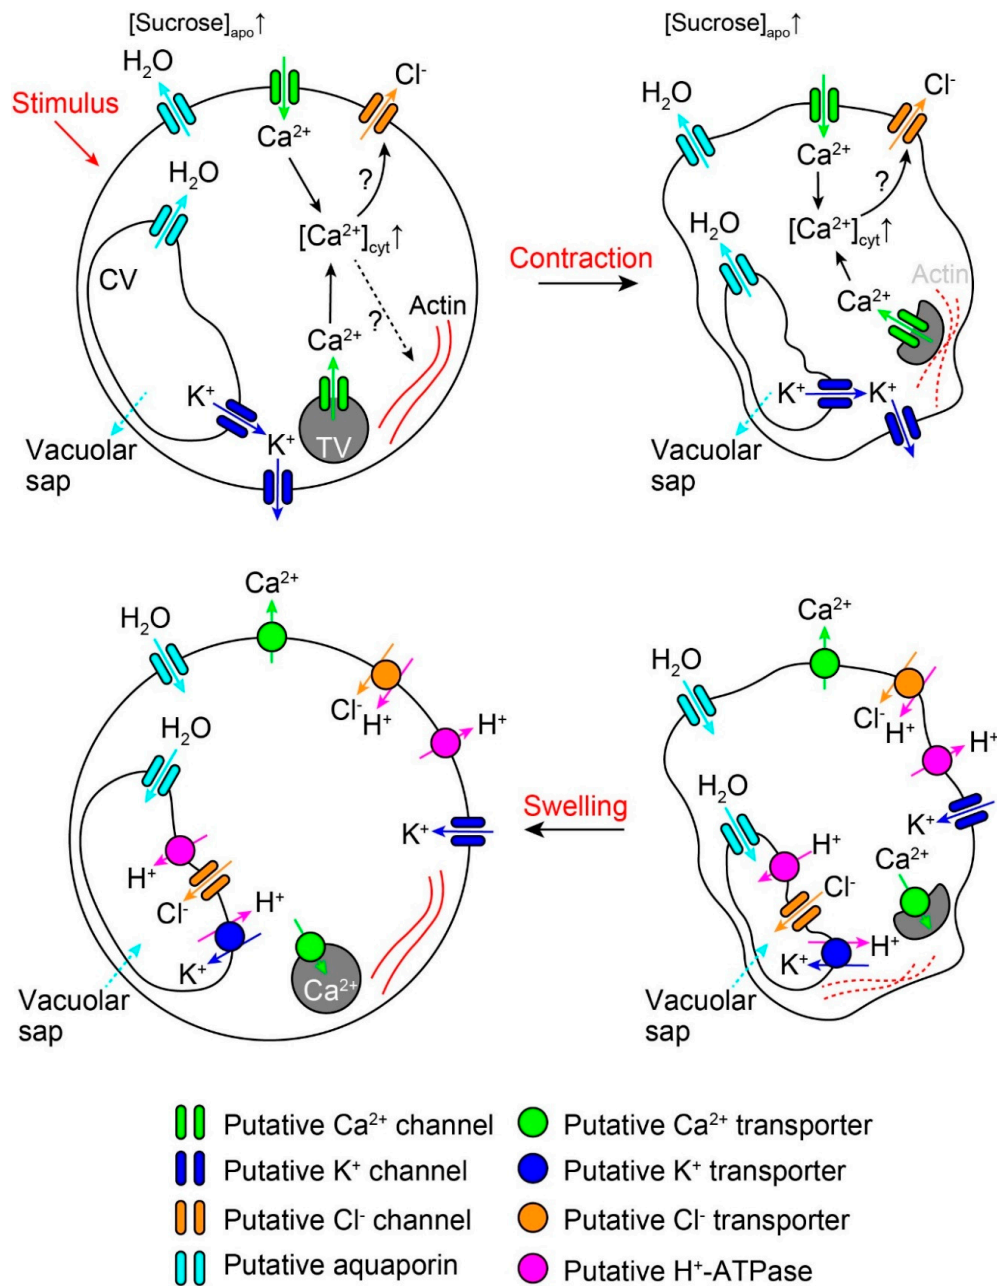 [Sucrose]apo↑
H₂O
Cl⁻
Stimulus
Ca²⁺
H₂O
?
[Ca²⁺]cyt↑
CV
?
Actin
Ca²⁺
K⁺
K⁺
TV
Vacuolar
sap
Contraction
[Sucrose]apo↑
H₂O
Cl⁻
Ca²⁺
?
H₂O
[Ca²⁺]cyt↑
Actin
Ca²⁺
K⁺
K⁺
Vacuolar
sap
Ca²⁺
H₂O
Cl⁻
H⁺
H⁺
H₂O
K⁺
H⁺
Cl⁻
H⁺
K⁺
Ca²⁺
Vacuolar
sap
Swelling
Ca²⁺
H₂O
Cl⁻
H⁺
H⁺
H₂O
K⁺
H⁺
Ca²⁺
Cl⁻
H⁺
K⁺
Vacuolar
sap
Putative Ca²⁺ channel
Putative Ca²⁺ transporter
Putative K⁺ channel
Putative K⁺ transporter
Putative Cl⁻ channel
Putative Cl⁻ transporter
Putative aquaporin
Putative H⁺-ATPase